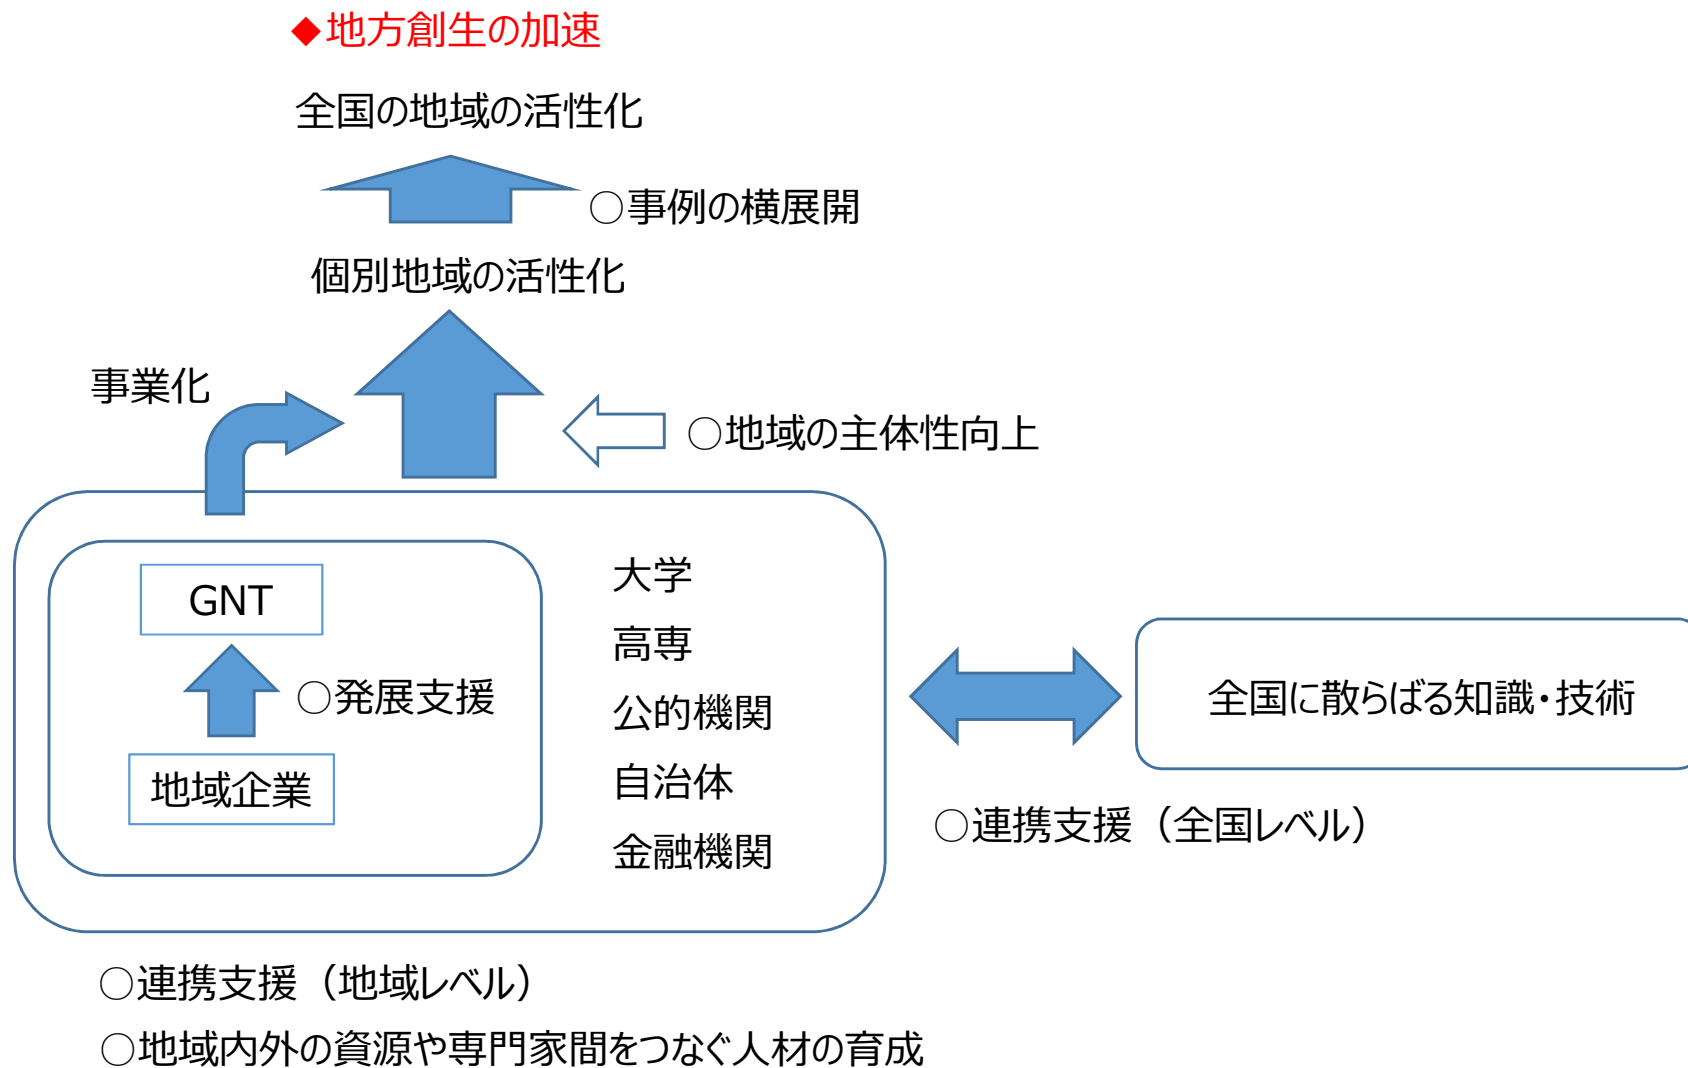 ◆地方創生の加速
全国の地域の活性化
○事例の横展開
個別地域の活性化
事業化
○地域の主体性向上
GNT
○発展支援
地域企業
大学
高専
公的機関
自治体
金融機関
全国に散らばる知識・技術
○連携支援（全国レベル）
○連携支援（地域レベル）
○地域内外の資源や専門家間をつなぐ人材の育成